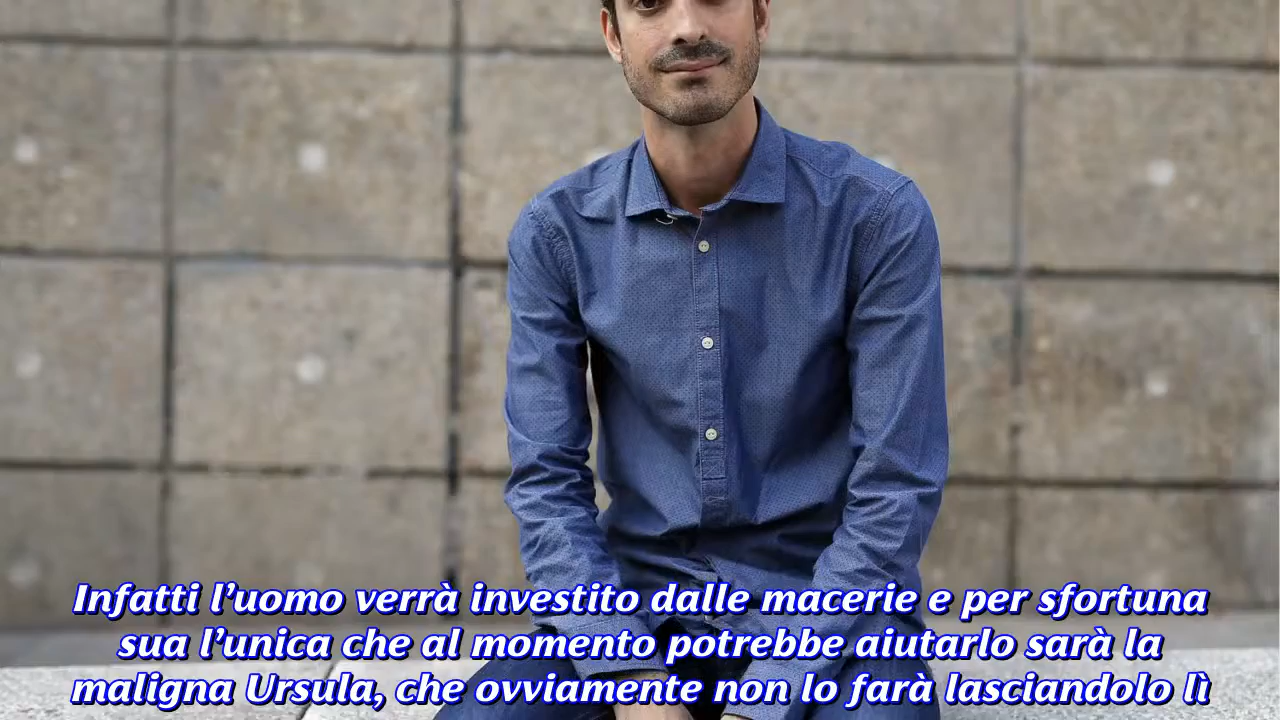 Infatti l’uomo verrà investito dalle macerie e per sfortuna
sua l’unica che al momento potrebbe aiutarlo sarà la
maligna Ursula, che ovviamente non lo farà lasciandolo lì